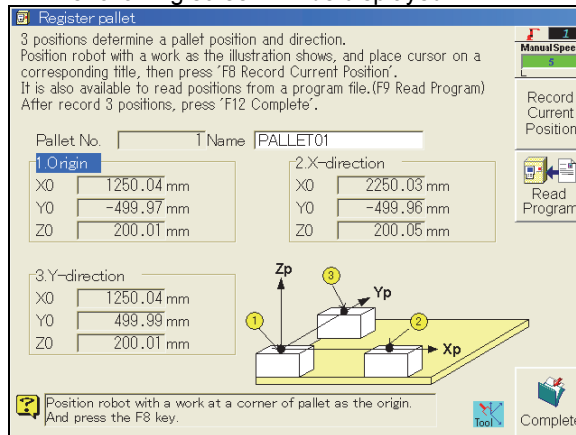 Register pallet
3 positions determine a pallet position and direction.
Position robot with a work as the illustration shows, and place cursor on a
corresponding title, then press ‘F8 Record Current Position’.
It is also available to read positions from a program file.(F9 Read Program)
After record 3 positions, press ‘F12 Complete’.
1
Manual Spee
5
L
Record
Current
Position
Pallet No. 1 Name PALLET01
1.Origin
X0 1250.04 mm
Y0 -499.97 mm
Z0 200.01 mm
2.X-direction
X0 2250.03 mm
Y0 -499.96 mm
Z0 200.05 mm
Read
Program
3.Y-direction
X0 1250.04 mm
Y0 499.99 mm
Z0 200.01 mm
Zp
3
Yp
1
2
Xp
Position robot with a work at a corner of pallet as the origin.
And press the F8 key.
Tool
Complete